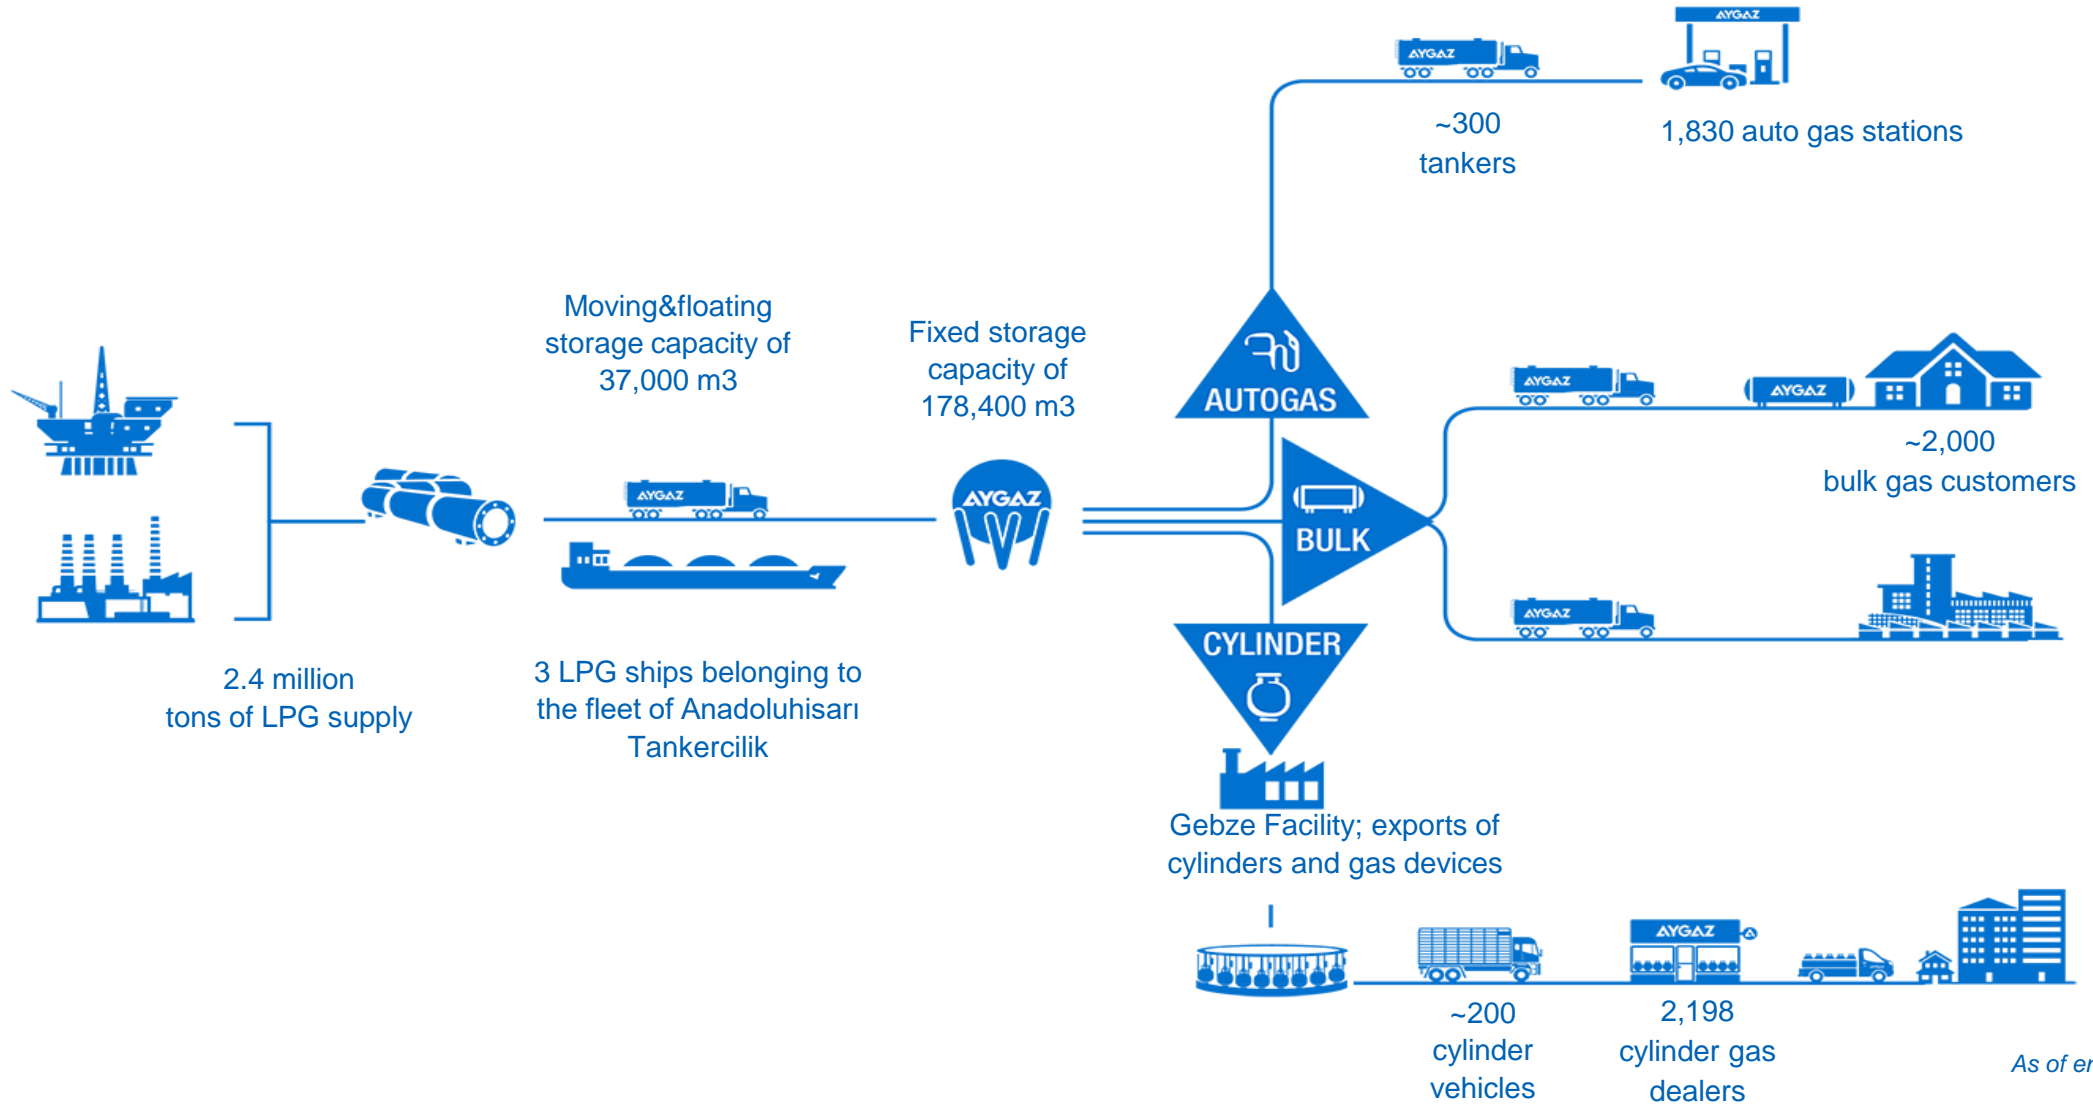 AYGAZ
AYGAZ
~300
tankers
1,830 auto gas stations
Moving&floating
storage capacity of
37,000 m3
Fixed storage
capacity of
178,400 m3
AUTOGAS
AYGAZ
AYGAZ
~2,000
bulk gas customers
AYGAZ
AYGAZ
BULK
AYGAZ
CYLINDER
2.4 million
tons of LPG supply
3 LPG ships belonging to
the fleet of Anadoluhisarı
Tankercilik
Gebze Facility; exports of
cylinders and gas devices
AYGAZ
~200
cylinder
vehicles
2,198
cylinder gas
dealers
As of